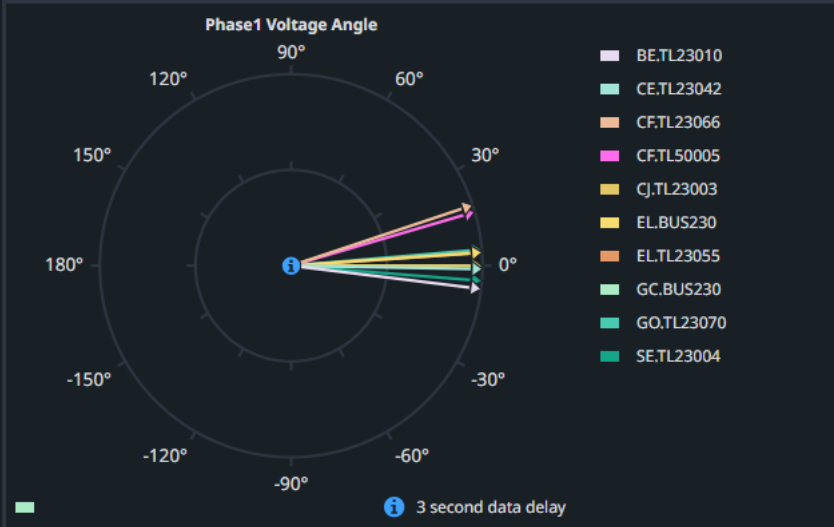 Phase1 Voltage Angle
90°
120°
60°
150°
30°
180°
0°
-150°
-30°
-120°
-60°
-90°
BE.TL23010
CE.TL23042
CF.TL23066
CF.TL50005
CJ.TL23003
EL.BUS230
EL.TL23055
GC.BUS230
GO.TL23070
SE.TL23004
i
i 3 second data delay